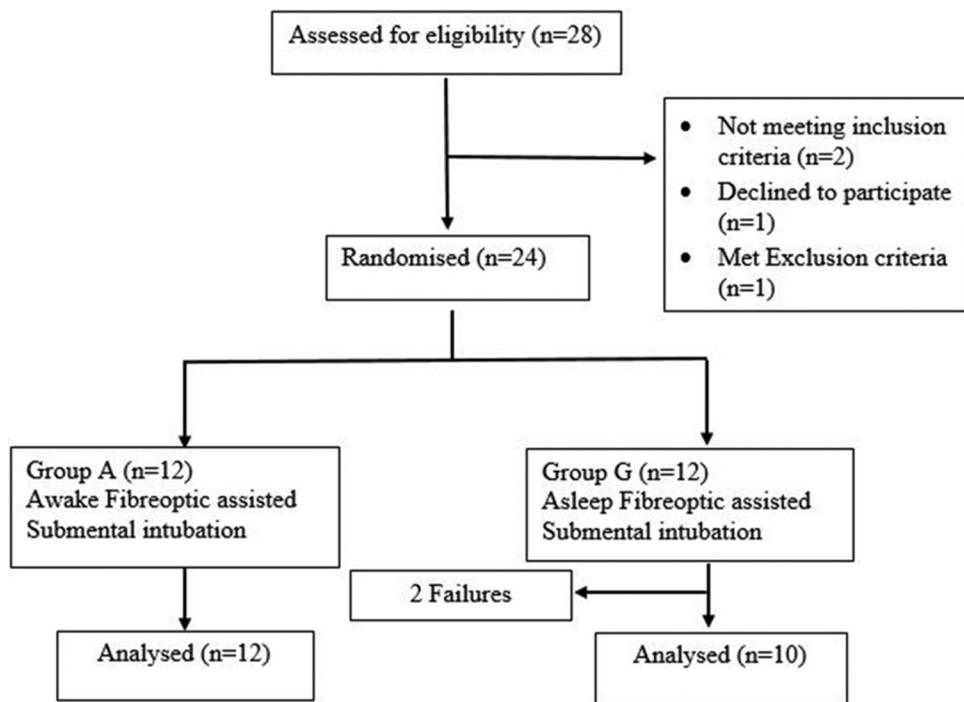 Assessed for eligibility (n=28)
• Not meeting inclusion
criteria (n=2)
• Declined to participate
(n=1)
• Met Exclusion criteria
(n=1)
Randomised (n=24)
Group A (n=12)
Awake Fibreoptic assisted
Submental intubation
Group G (n=12)
Asleep Fibreoptic assisted
Submental intubation
2 Failures
Analysed (n=12)
Analysed (n=10)